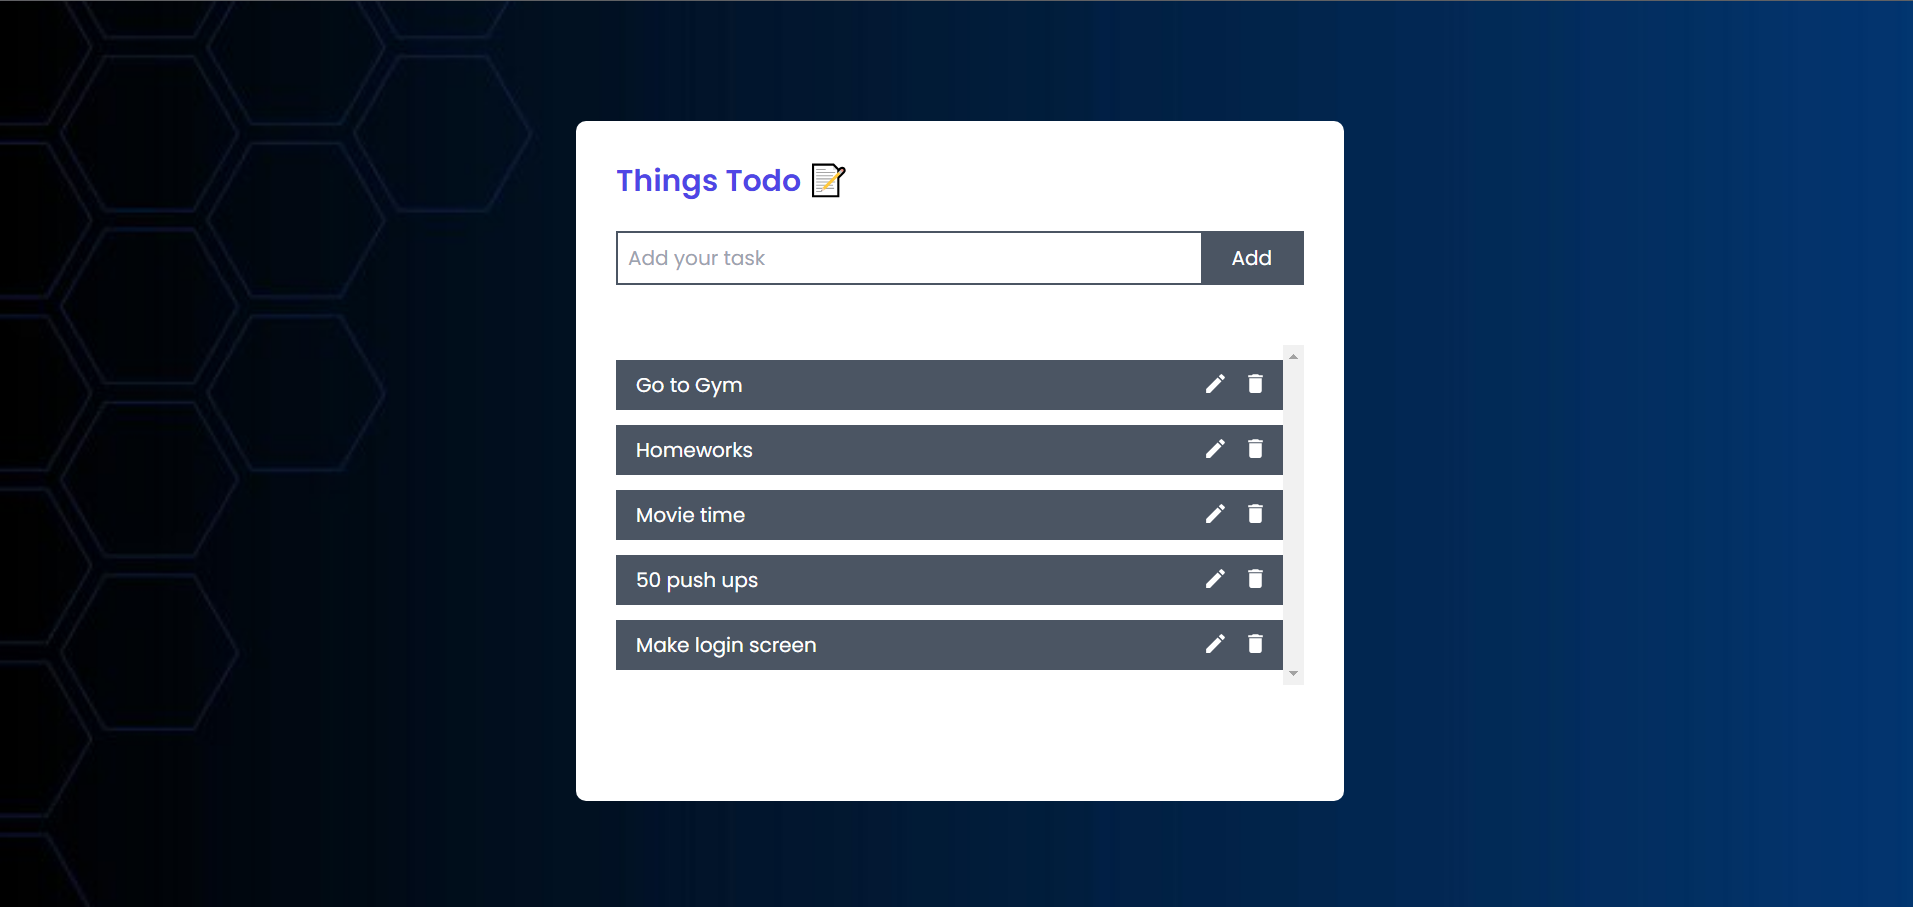 Things Todo 📝
Add your task
Add
Go to Gym
Homeworks
Movie time
50 push ups
Make login screen